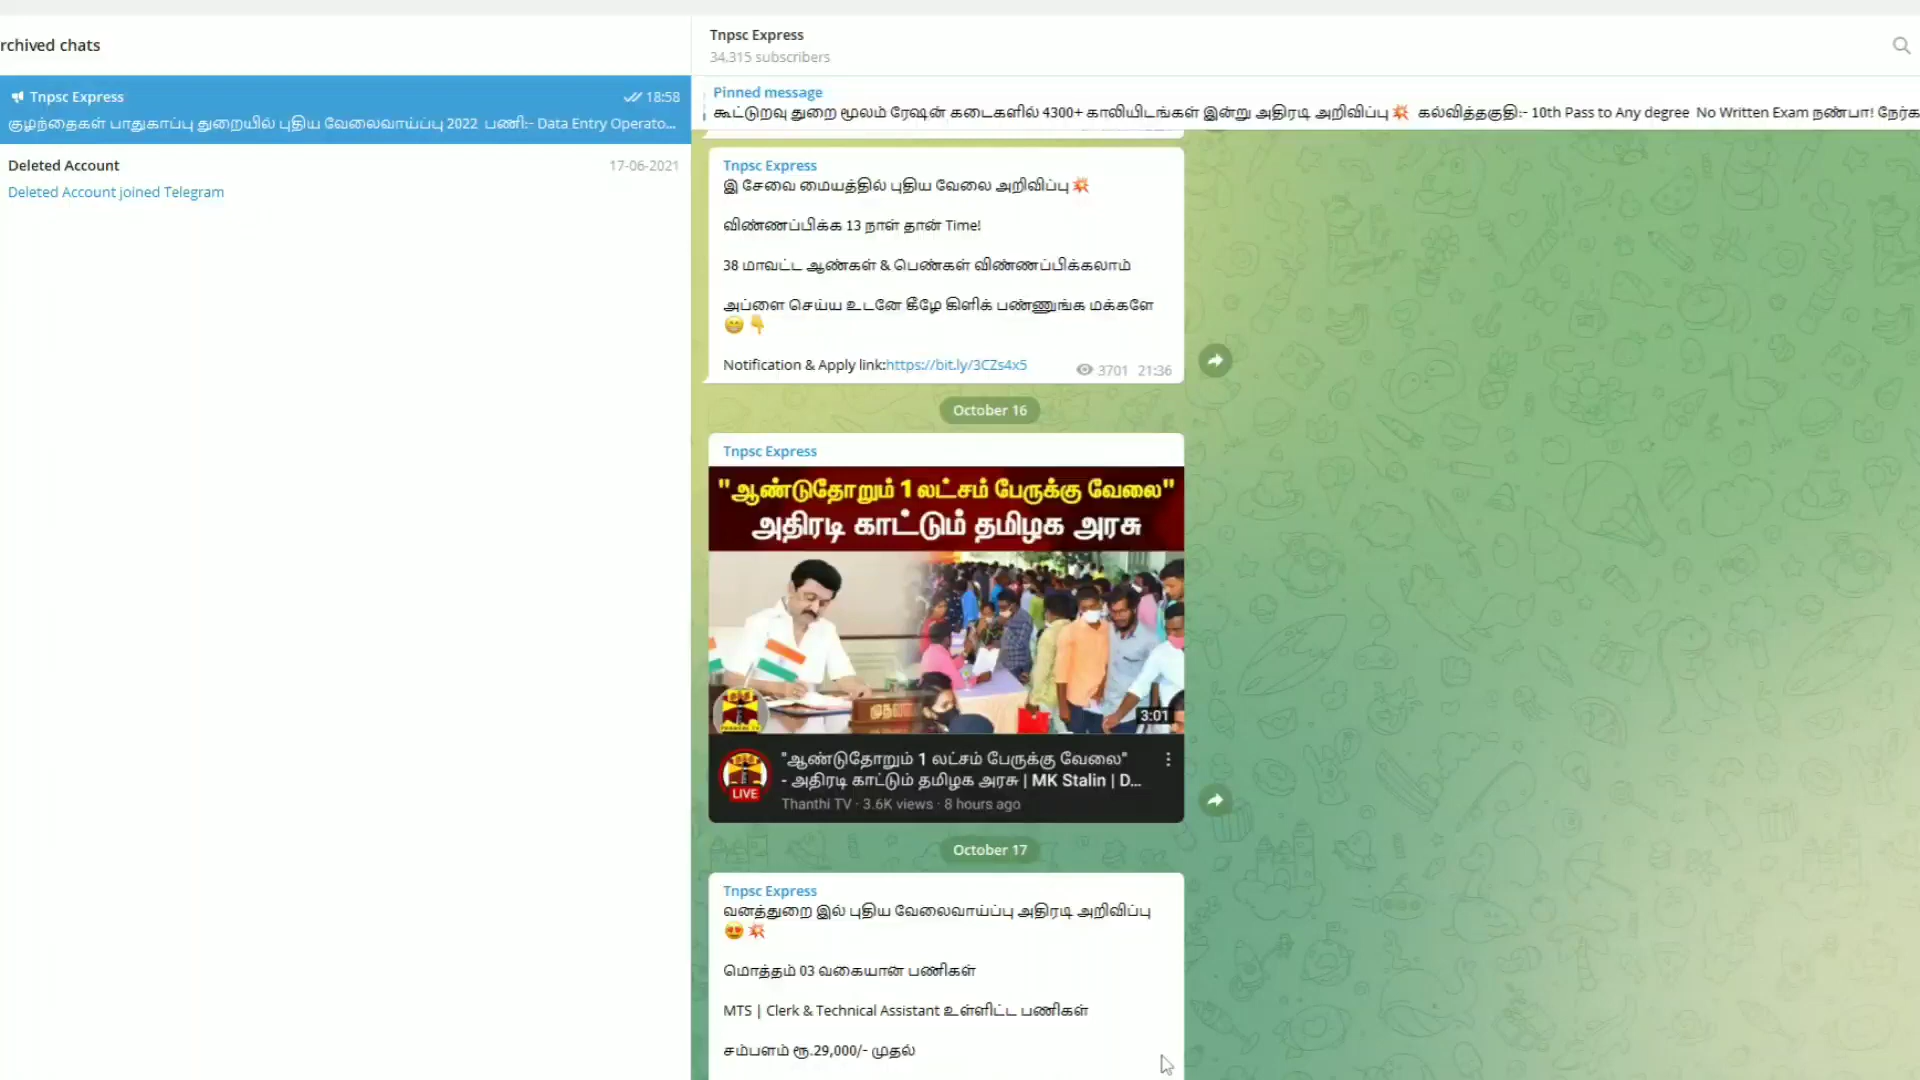 rchived chats
Tnpsc Express
18:58
குழந்தைகள் பாதுகாப்பு துறையில் புதிய வேலைவாய்ப்பு 2022 பணி:- Data Entry Operato...
Deleted Account
17-06-2021
Deleted Account joined Telegram
Tnpsc Express
34,315 subscribers
Pinned message
கூட்டுறவு துறை மூலம் ரேஷன் கடைகளில் 4300+ காலியிடங்கள் இன்று அதிரடி அறிவிப்பு💥 கல்வித்தகுதி:- 10th Pass to Any degree No Written Exam நண்பா! நேர்க
Tnpsc Express
இ சேவை மையத்தில் புதிய வேலை அறிவிப்பு💥
விண்ணப்பிக்க 13 நாள் தான் Time!
38 மாவட்ட ஆண்கள் & பெண்கள் விண்ணப்பிக்கலாம்
அப்ளை செய்ய உடனே கீழே கிளிக் பண்ணுங்க மக்களே
😁👇
Notification & Apply link:https://bit.ly/3CZs4x5
3701 21:36
October 16
Tnpsc Express
"ஆண்டுதோறும் 1 லட்சம் பேருக்கு வேலை"
அதிரடி காட்டும் தமிழக அரசு
3:01
"ஆண்டுதோறும் 1 லட்சம் பேருக்கு வேலை"
- அதிரடி காட்டும் தமிழக அரசு | MK Stalin | D...
LIVE
Thanthi TV · 3.6K views · 8 hours ago
October 17
Tnpsc Express
வனத்துறை இல் புதிய வேலைவாய்ப்பு அதிரடி அறிவிப்பு
😍💥
மொத்தம் 03 வகையான பணிகள்
MTS | Clerk & Technical Assistant உள்ளிட்ட பணிகள்
சம்பளம் ரூ.29,000/- முதல்